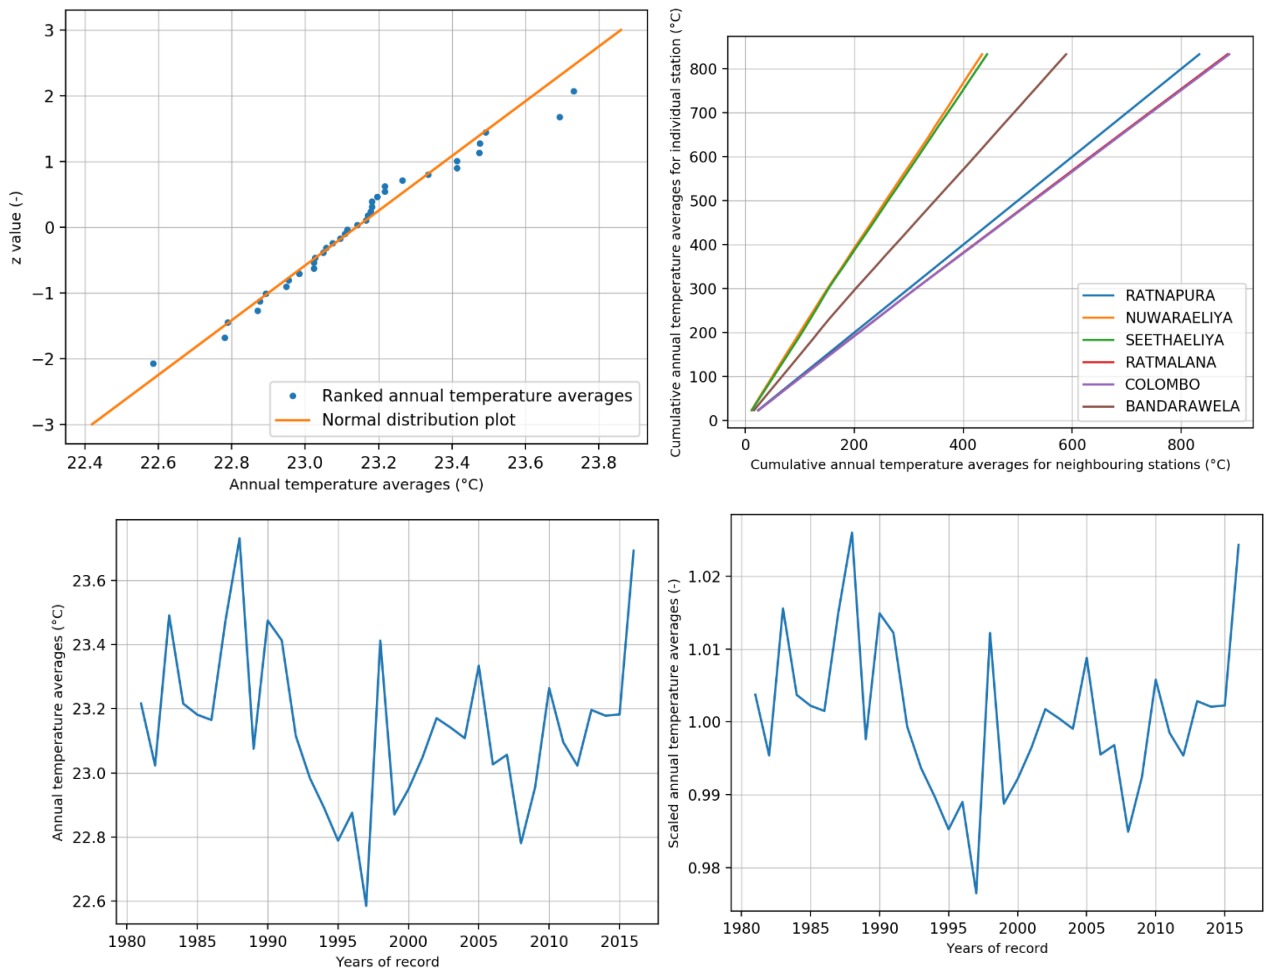 3
2
1
0
−1
−2
−3
z value (-)
Ranked annual temperature averages
Normal distribution plot
22.4 22.6 22.8 23.0 23.2 23.4 23.6 23.8
Annual temperature averages (°C)
Cumulative annual temperature averages for individual station (°C)
800
700
600
500
400
300
200
100
0
RATNAPURA
NUWARAELIYA
SEETHAELIYA
RATMALANA
COLOMBO
BANDARAWELA
0 200 400 600 800
Cumulative annual temperature averages for neighbouring stations (°C)
Annual temperature averages (°C)
23.6
23.4
23.2
23.0
22.8
22.6
1980 1985 1990 1995 2000 2005 2010 2015
Years of record
Scaled annual temperature averages (-)
1.02
1.01
1.00
0.99
0.98
1980 1985 1990 1995 2000 2005 2010 2015
Years of record